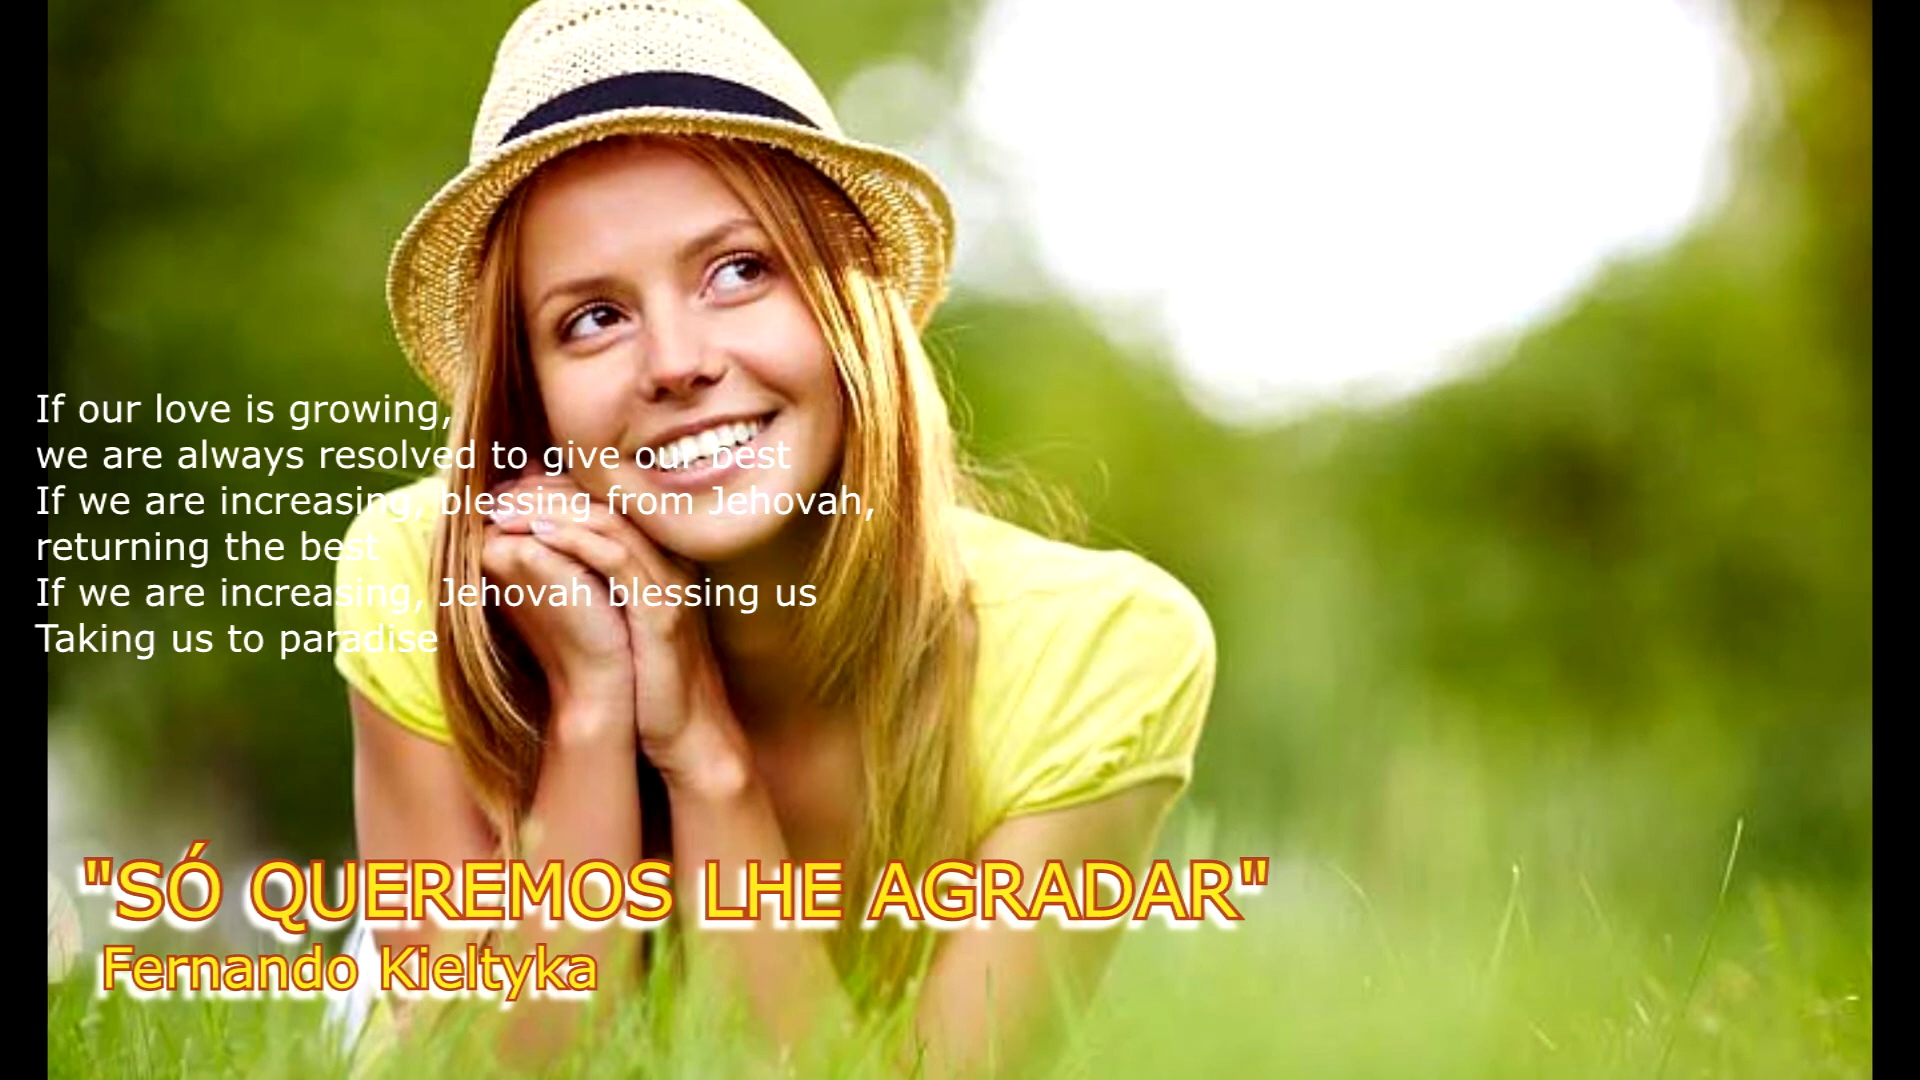 If our love is growing,
we are always resolved to give our best
If we are increasing, blessing from Jehovah,
returning the best
If we are increasing, Jehovah blessing us
Taking us to paradise
"SÓ QUEREMOS LHE AGRADAR"
Fernando Kieltyka